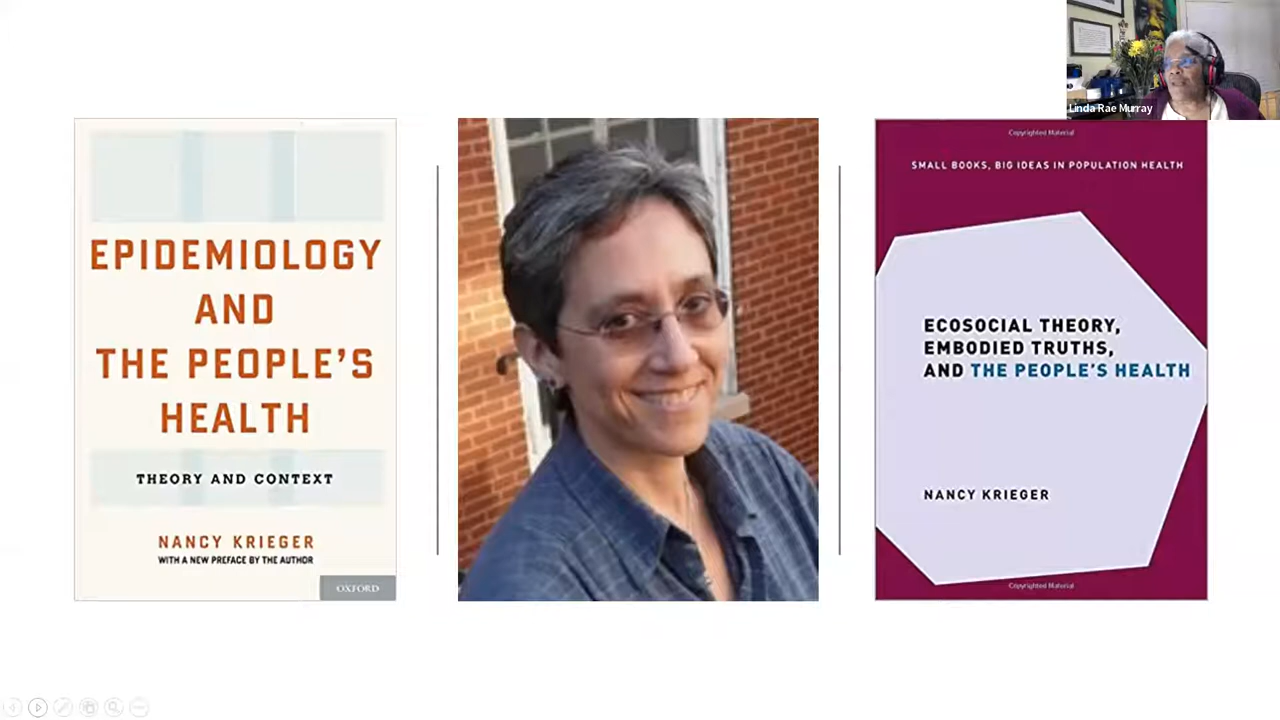 Linda Rae Murray
EPIDEMIOLOGY
AND
THE PEOPLE'S
HEALTH
THEORY AND CONTEXT
NANCY KRIEGER
WITH A NEW PREFACE BY THE AUTHOR
OXFORD
Copyrighted Material
SMALL BOOKS, BIG IDEAS IN POPULATION HEALTH
ECOSOCIAL THEORY,
EMBODIED TRUTHS,
AND THE PEOPLE'S HEALTH
NANCY KRIEGER
Copyrighted Material